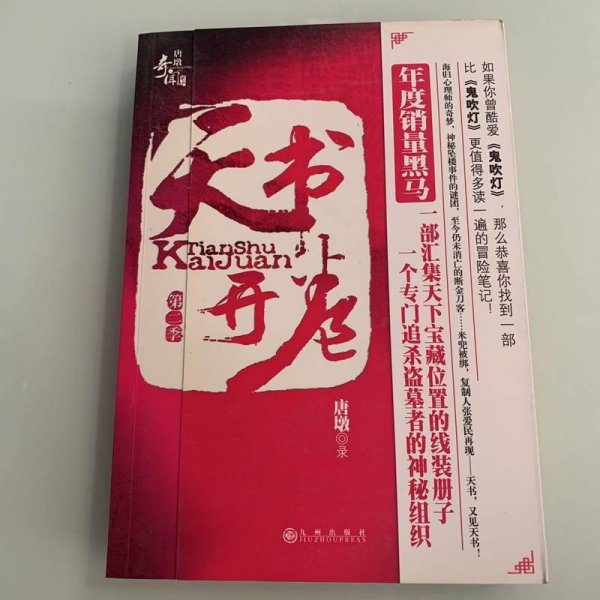 唐墩
奇闻
天书
TianShu
KaiJuan
开卷
第二季
唐墩◎录
九州出版社
JIUZHOUPRESS
如果你曾酷爱《鬼吹灯》，那么恭喜你找到一部
比《鬼吹灯》更值得多读一遍的冒险笔记！
海归心理师的奇梦，神秘坠楼事件的谜团，至今仍未消亡的断金刀客……米兜被绑，复制人张爱民再现——天书，又见天书！
年度销量黑马
一部汇集天下宝藏位置的线装册子
一个专门追杀盗墓者的神秘组织